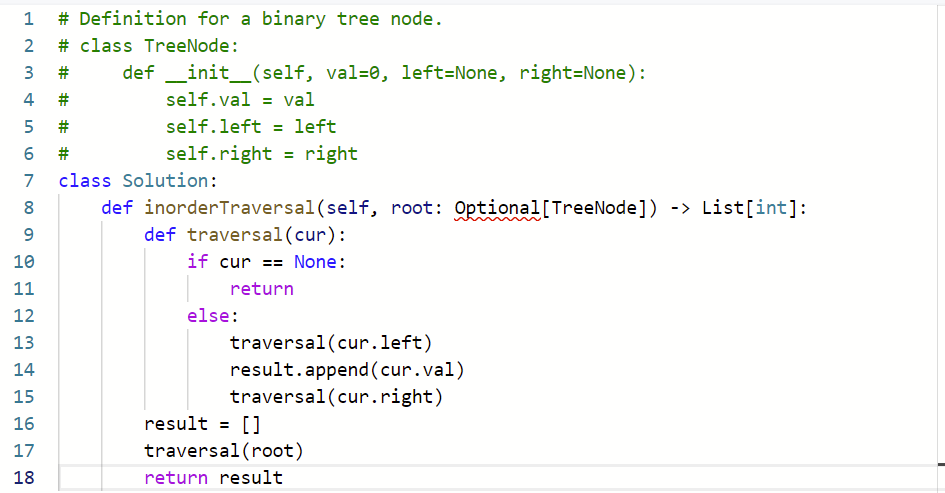 1 # Definition for a binary tree node.
2 # class TreeNode:
3 #     def __init__(self, val=0, left=None, right=None):
4 #         self.val = val
5 #         self.left = left
6 #         self.right = right
7 class Solution:
8     def inorderTraversal(self, root: Optional[TreeNode]) -> List[int]:
9         def traversal(cur):
10             if cur == None:
11                 return
12             else:
13                 traversal(cur.left)
14                 result.append(cur.val)
15                 traversal(cur.right)
16         result = []
17         traversal(root)
18         return result